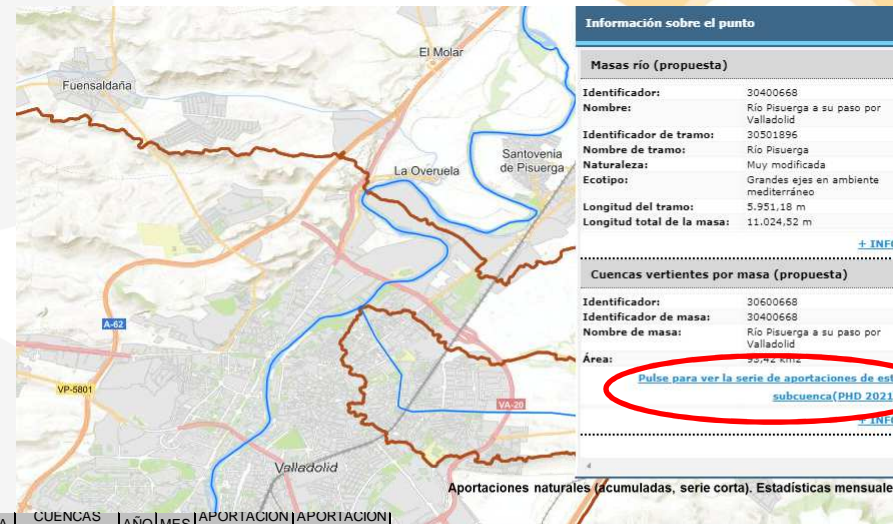 El Molar
Fuensaldaña
Santovenia
de Pisuerga
La Overuela
A-62
VP-5801
VA-20
Valladolid
Información sobre el punto
Masas río (propuesta)
Identificador: 30400668
Nombre: Río Pisuerga a su paso por
Valladolid
Identificador de tramo: 30501896
Nombre de tramo: Río Pisuerga
Naturaleza: Muy modificada
Ecotipo: Grandes ejes en ambiente
mediterráneo
Longitud del tramo: 5.951,18 m
Longitud total de la masa: 11.024,52 m
+ INF
Cuencas vertientes por masa (propuesta)
Identificador: 30600668
Identificador de masa: 30400668
Nombre de masa: Río Pisuerga a su paso por
Valladolid
Área: km2
Pulse para ver la serie de aportaciones de est
subcuenca(PHD 2021
+ INF
4
Aportaciones naturales (acumuladas, serie corta). Estadísticas mensuale
CUENCAS AÑO MES APORTACION APORTACION